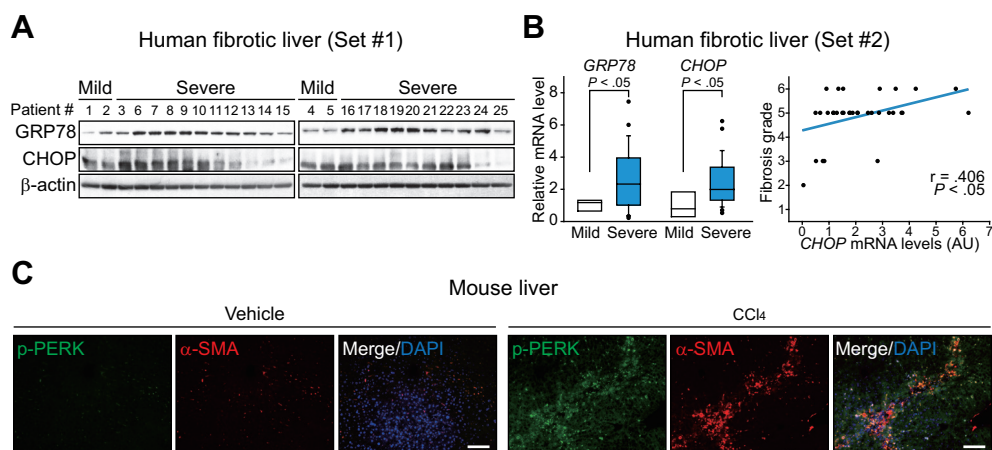 A
Human fibrotic liver (Set #1)
Mild Severe Mild Severe
Patient # 1 2 3 6 7 8 9 10 11 12 13 14 15 4 5 16 17 18 19 20 21 22 23 24 25
GRP78
CHOP
β-actin
B
Human fibrotic liver (Set #2)
GRP78 CHOP
P < .05 P < .05
Relative mRNA level
8
6
4
2
0
Mild Severe Mild Severe
Fibrosis grade
6
5
4
3
2
1
r = .406
P < .05
0 1 2 3 4 5 6 7
CHOP mRNA levels (AU)
C
Mouse liver
Vehicle CCl4
p-PERK α-SMA Merge/DAPI p-PERK α-SMA Merge/DAPI